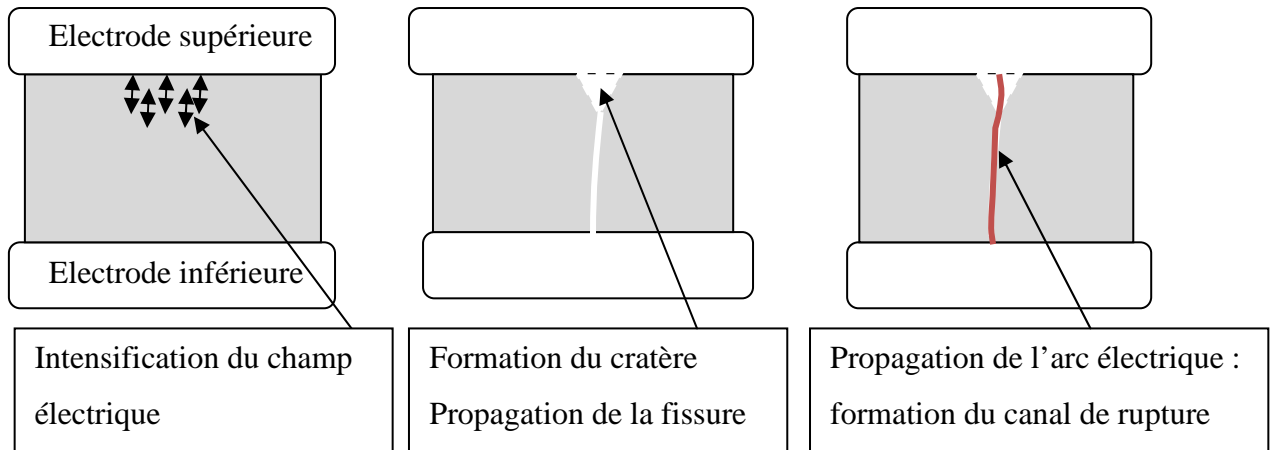 Electrode supérieure
Electrode inférieure
Intensification du champ
électrique
Formation du cratère
Propagation de la fissure
Propagation de l’arc électrique :
formation du canal de rupture